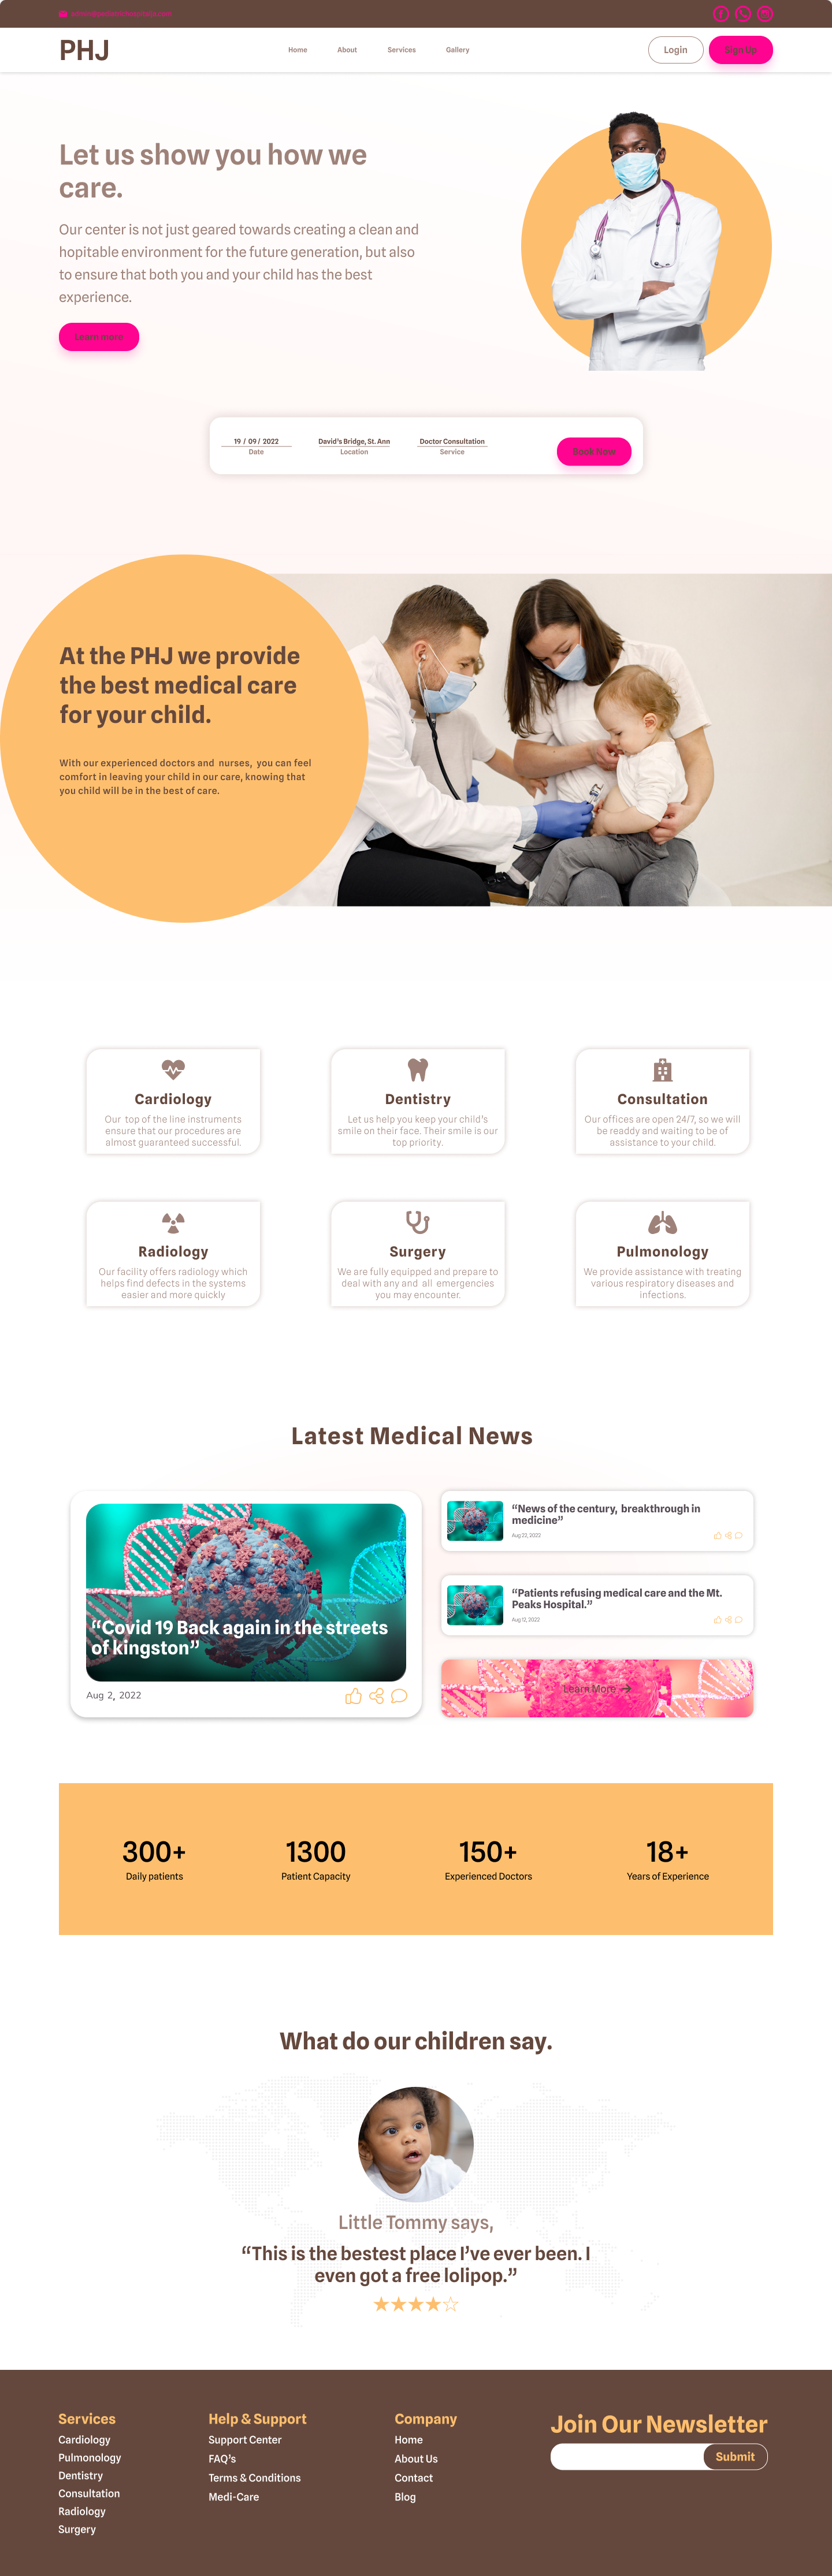 PHJ
Home
About
Services
Gallery
Login
Sign Up
Let us show you how we
care.
Our center is not just geared towards creating a clean and
hopitable environment for the future generation, but also
to ensure that both you and your child has the best
experience.
Learn more
19 / 09 / 2022
Date
David's Bridge, St. Ann
Location
Doctor Consultation
Service
Book Now
At the PHJ we provide
the best medical care
for your child.
With our experienced doctors and nurses, you can feel
comfort in leaving your child in our care, knowing that
you child will be in the best of care.
Cardiology
Our top of the line instruments
ensure that our procedures are
almost guaranteed successful.
Dentistry
Let us help you keep your child's
smile on their face. Their smile is our
top priority.
Consultation
Our offices are open 24/7, so we will
be ready and waiting to be of
assistance to your child.
Radiology
Our facility offers radiology which
helps find defects in the systems
easier and more quickly
Surgery
We are fully equipped and prepare to
deal with any and all emergencies
you may encounter.
Pulmonology
We provide assistance with treating
various respiratory diseases and
infections.
Latest Medical News
“Covid 19 Back again in the streets
of kingston”
Aug 2, 2022
“News of the century, breakthrough in
medicine”
Aug 23, 2022
“Patients refusing medical care and the Mt.
Peaks Hospital.”
Aug 12, 2022
Learn More
300+
Daily patients
1300
Patient Capacity
150+
Experienced Doctors
18+
Years of Experience
What do our children say.
Little Tommy says,
“This is the bestest place I've ever been. I
even got a free lolipop.”
Services
Cardiology
Pulmonology
Dentistry
Consultation
Radiology
Surgery
Help & Support
Support Center
FAQ's
Terms & Conditions
Medi-Care
Company
Home
About Us
Contact
Blog
Join Our Newsletter
Submit